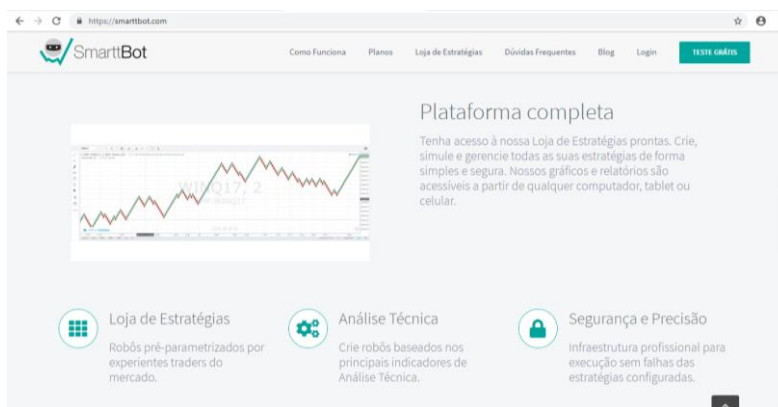 https://smarttbot.com
SmarttBot
Como Funciona Planos Loja de Estratégias Dúvidas Frequentes Blog Login TESTE GRÁTIS
Plataforma completa
Tenha acesso à nossa Loja de Estratégias prontas. Crie,
simule e gerencie todas as suas estratégias de forma
simples e segura. Nossos gráficos e relatórios são
acessíveis a partir de qualquer computador, tablet ou
celular.
WINQ17, 2
Loja de Estratégias
Robôs pré-parametrizados por
experientes traders do
mercado.
Análise Técnica
Crie robôs baseados nos
principais indicadores de
Análise Técnica.
Segurança e Precisão
Infraestrutura profissional para
execução sem falhas das
estratégias configuradas.